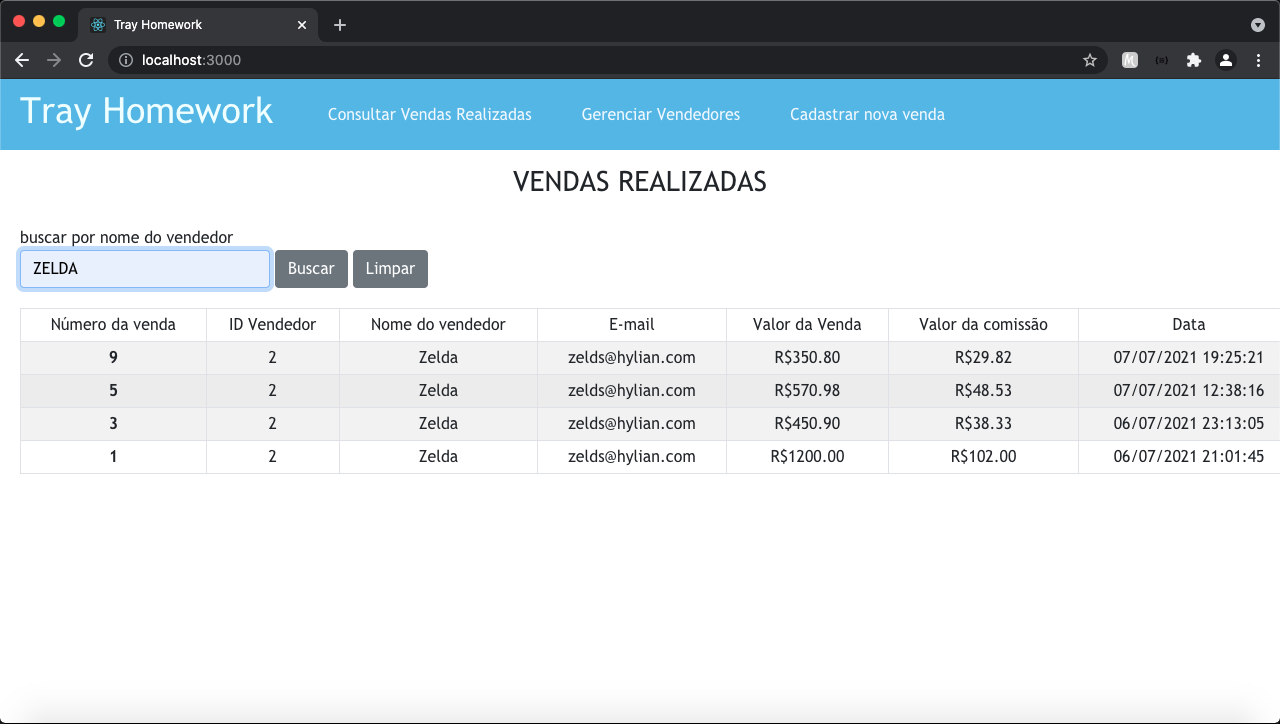 Tray Homework
localhost:3000
Tray Homework Consultar Vendas Realizadas Gerenciar Vendedores Cadastrar nova venda
VENDAS REALIZADAS
buscar por nome do vendedor
ZELDA Buscar Limpar
Número da venda ID Vendedor Nome do vendedor E-mail Valor da Venda Valor da comissão Data
9 2 Zelda zelds@hylian.com R$350.80 R$29.82 07/07/2021 19:25:21
5 2 Zelda zelds@hylian.com R$570.98 R$48.53 07/07/2021 12:38:16
3 2 Zelda zelds@hylian.com R$450.90 R$38.33 06/07/2021 23:13:05
1 2 Zelda zelds@hylian.com R$1200.00 R$102.00 06/07/2021 21:01:45